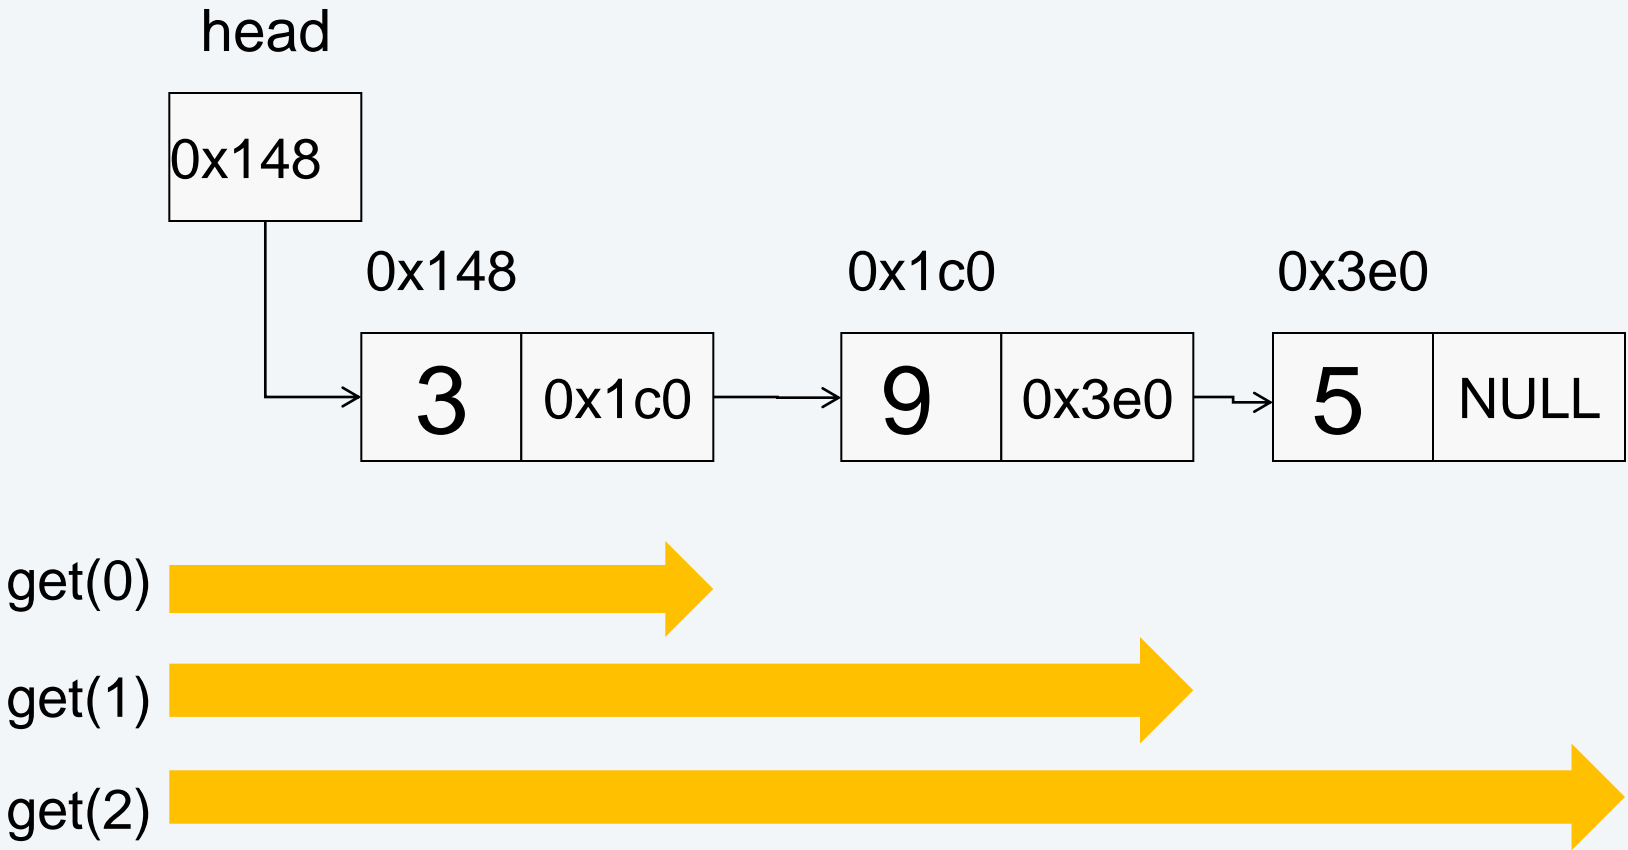 head
0x148
0x148 0x1c0 0x3e0
3 0x1c0 9 0x3e0 5 NULL
get(0)
get(1)
get(2)